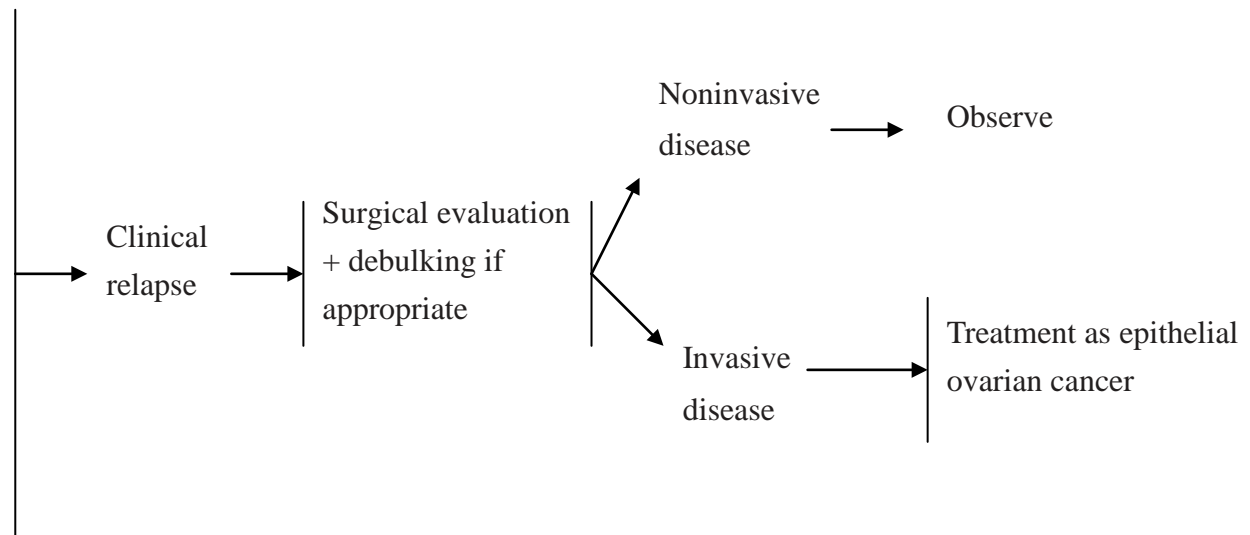 Clinical
relapse
Surgical evaluation
+ debulking if
appropriate
Noninvasive
disease
Observe
Invasive
disease
Treatment as epithelial
ovarian cancer